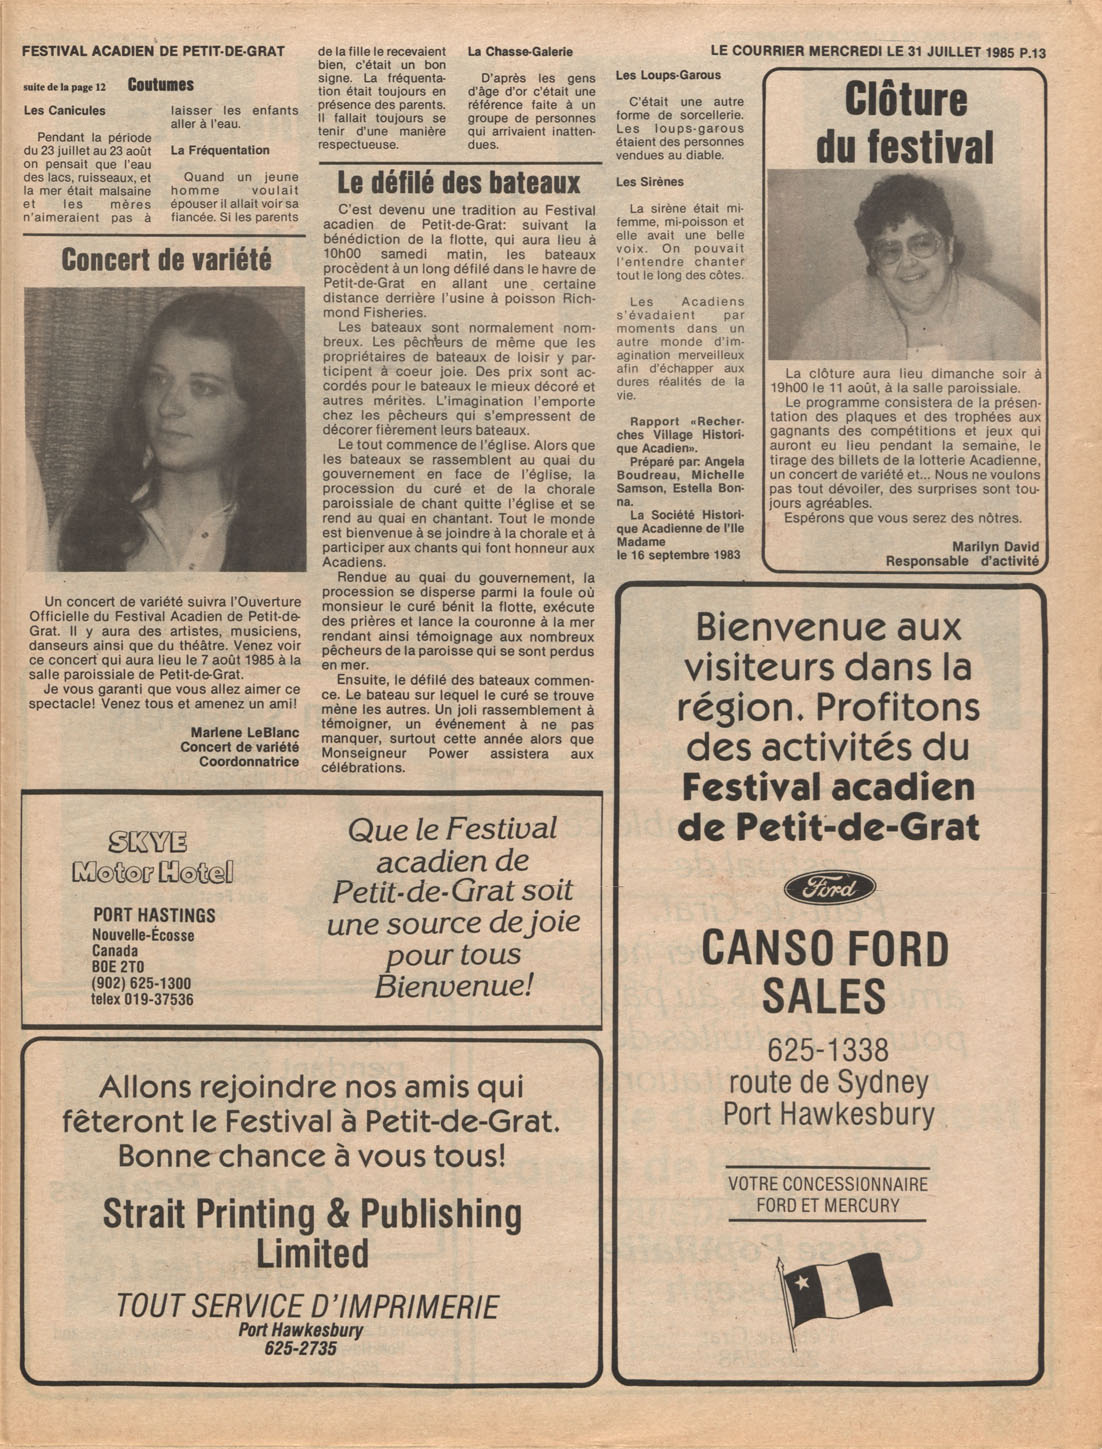 FESTIVAL ACADIEN DE PETIT-DE-GRAT
LE COURRIER MERCREDI LE 31 JUILLET 1985 P.13
suite de la page 12 Coutumes
Les Canicules
Pendant la période
du 23 juillet au 23 août
on pensait que l'eau
des lacs, ruisseaux, et
la mer était malsaine
et les mères
n'aimeraient pas à
laisser les enfants
aller à l'eau.
La Fréquentation
Quand un jeune
homme voulait
épouser il allait voir sa
fiancée. Si les parents
de la fille le recevaient
bien, c'était un bon
signe. La fréquenta-
tion était toujours en
présence des parents.
Il fallait toujours se
tenir d'une manière
respectueuse.
La Chasse-Galerie
D'après les gens
d'âge d'or c'était une
référence faite à un
groupe de personnes
qui arrivaient inatten-
dues.
Les Loups-Garous
C'était une autre
forme de sorcellerie.
Les loups-garous
étaient des personnes
vendues au diable.
Les Sirènes
La sirène était mi-
femme, mi-poisson et
elle avait une belle
voix. On pouvait
l'entendre chanter
tout le long des côtes.
Les Acadiens
s'évadaient par
moments dans un
autre monde d'im-
agination merveilleux
afin d'échapper aux
dures réalités de la
vie.
Rapport «Recher-
ches Village Histori-
que Acadien».
Préparé par: Angela
Boudreau, Michelle
Samson, Estella Bon-
na.
La Société Histori-
que Acadienne de l'Ile
Madame
le 16 septembre 1983
Concert de variété
Un concert de variété suivra l'Ouverture
Officielle du Festival Acadien de Petit-de-
Grat. Il y aura des artistes, musiciens,
danseurs ainsi que du théâtre. Venez voir
ce concert qui aura lieu le 7 août 1985 à la
salle paroissiale de Petit-de-Grat.
Je vous garanti que vous allez aimer ce
spectacle! Venez tous et amenez un ami!
Marlene LeBlanc
Concert de variété
Coordonnatrice
Le défilé des bateaux
C'est devenu une tradition au Festival
acadien de Petit-de-Grat: suivant la
bénédiction de la flotte, qui aura lieu à
10h00 samedi matin, les bateaux
procèdent à un long défilé dans le havre de
Petit-de-Grat en allant une certaine
distance derrière l'usine à poisson Rich-
mond Fisheries.
Les bateaux sont normalement nom-
breux. Les pêcheurs de même que les
propriétaires de bateaux de loisir y par-
ticipent à coeur joie. Des prix sont ac-
cordés pour le bateaux le mieux décoré et
autres mérites. L'imagination l'emporte
chez les pêcheurs qui s'empressent de
décorer fièrement leurs bateaux.
Le tout commence de l'église. Alors que
les bateaux se rassemblent au quai du
gouvernement en face de l'église, la
procession du curé et de la chorale
paroissiale de chant quitte l'église et se
rend au quai en chantant. Tout le monde
est bienvenue à se joindre à la chorale et à
participer aux chants qui font honneur aux
Acadiens.
Rendue au quai du gouvernement, la
procession se disperse parmi la foule où
monsieur le curé bénit la flotte, exécute
des prières et lance la couronne à la mer
rendant ainsi témoignage aux nombreux
pêcheurs de la paroisse qui se sont perdus
en mer.
Ensuite, le défilé des bateaux commen-
ce. Le bateau sur lequel le curé se trouve
mène les autres. Un joli rassemblement à
témoigner, un événement à ne pas
manquer, surtout cette année alors que
Monseigneur Power assistera aux
célébrations.
Clôture
du festival
La clôture aura lieu dimanche soir à
19h00 le 11 août, à la salle paroissiale.
Le programme consistera de la présen-
tation des plaques et des trophées aux
gagnants des compétitions et jeux qui
auront eu lieu pendant la semaine, le
tirage des billets de la lotterie Acadienne,
un concert de variété et... Nous ne voulons
pas tout dévoiler, des surprises sont tou-
jours agréables.
Espérons que vous serez des nôtres.
Marilyn David
Responsable d'activité
SKYE
Motor Hotel
PORT HASTINGS
Nouvelle-Écosse
Canada
B0E 2T0
(902) 625-1300
telex 019-37536
Que le Festival
acadien de
Petit-de-Grat soit
une source de joie
pour tous
Bienvenue!
Allons rejoindre nos amis qui
fêteront le Festival à Petit-de-Grat.
Bonne chance à vous tous!
Strait Printing & Publishing
Limited
TOUT SERVICE D'IMPRIMERIE
Port Hawkesbury
625-2735
Bienvenue aux
visiteurs dans la
région. Profitons
des activités du
Festival acadien
de Petit-de-Grat
Ford
CANSO FORD
SALES
625-1338
route de Sydney
Port Hawkesbury
VOTRE CONCESSIONNAIRE
FORD ET MERCURY